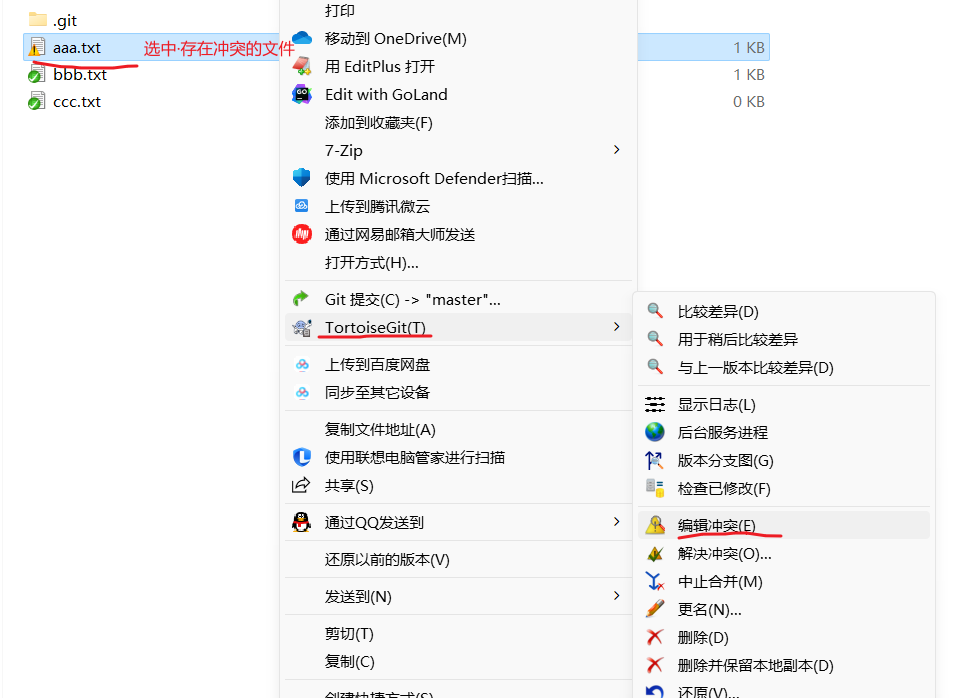 .git
aaa.txt
选中·存在冲突的文件
1 KB
bbb.txt
1 KB
ccc.txt
0 KB
打印
移动到 OneDrive(M)
用 EditPlus 打开
Edit with GoLand
添加到收藏夹(F)
7-Zip
使用 Microsoft Defender扫描...
上传到腾讯微云
通过网易邮箱大师发送
打开方式(H)...
Git 提交(C) -> "master"...
TortoiseGit(T)
上传到百度网盘
同步至其它设备
复制文件地址(A)
使用联想电脑管家进行扫描
共享(S)
通过QQ发送到
还原以前的版本(V)
发送到(N)
剪切(T)
复制(C)
创建快捷方式(S)
比较差异(D)
用于稍后比较差异
与上一版本比较差异(D)
显示日志(L)
后台服务进程
版本分支图(G)
检查已修改(F)
编辑冲突(E)
解决冲突(O)...
中止合并(M)
更名(N)...
删除(D)
删除并保留本地副本(D)
还原(V)...